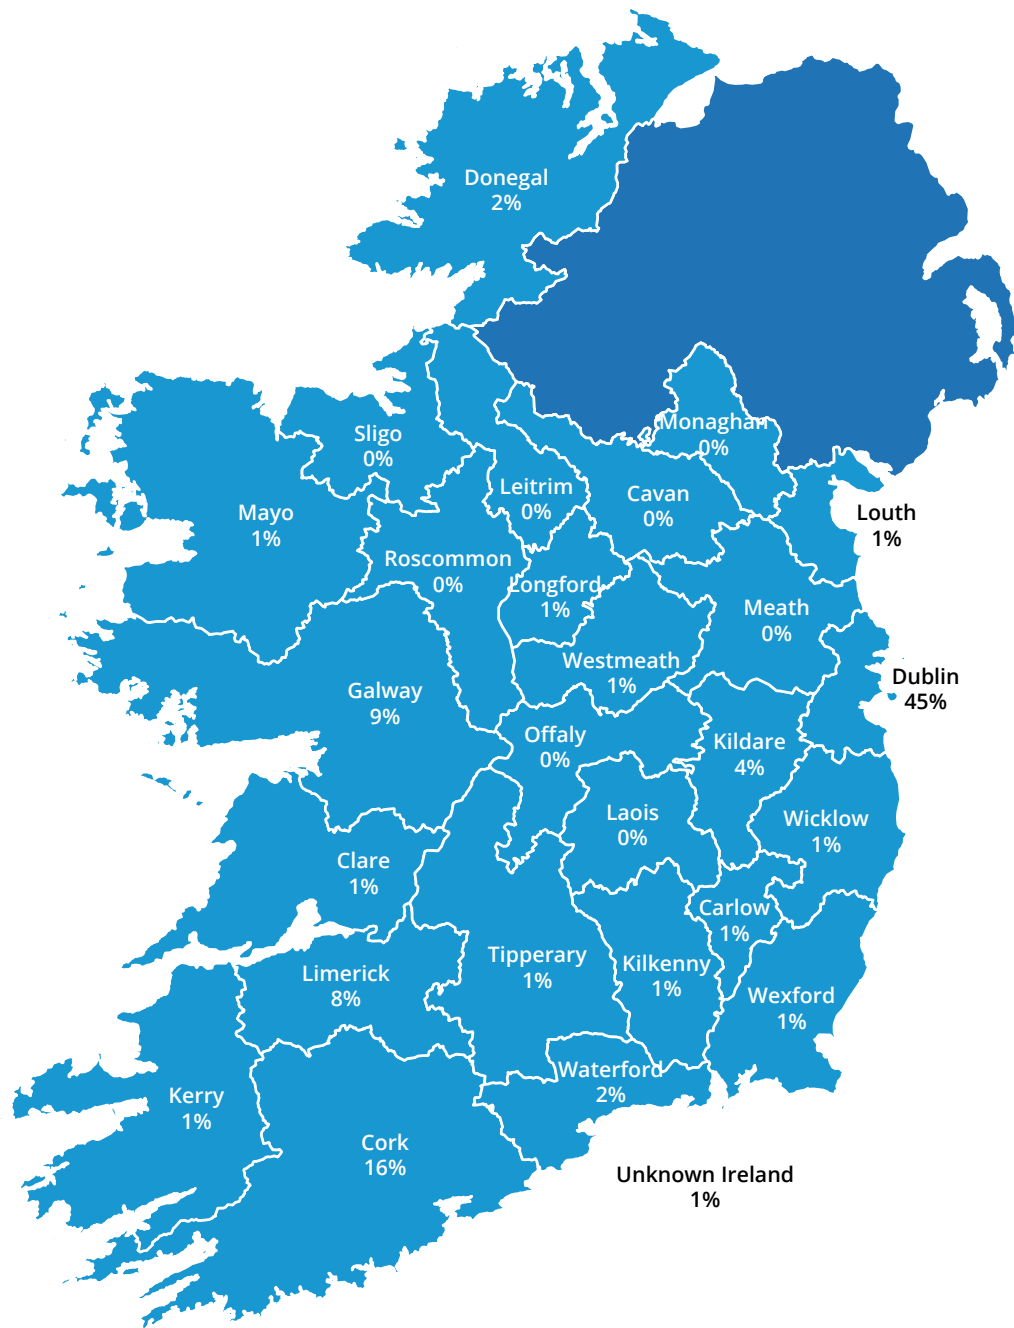 Donegal
2%
Monaghan
0%
Sligo
0%
Leitrim
0%
Cavan
0%
Mayo
1%
Louth
1%
Roscommon
0%
Longford
1%
Meath
0%
Westmeath
1%
Dublin
45%
Galway
9%
Offaly
0%
Kildare
4%
Laois
0%
Wicklow
1%
Clare
1%
Carlow
1%
Tipperary
1%
Kilkenny
1%
Limerick
8%
Wexford
1%
Waterford
2%
Kerry
1%
Cork
16%
Unknown Ireland
1%